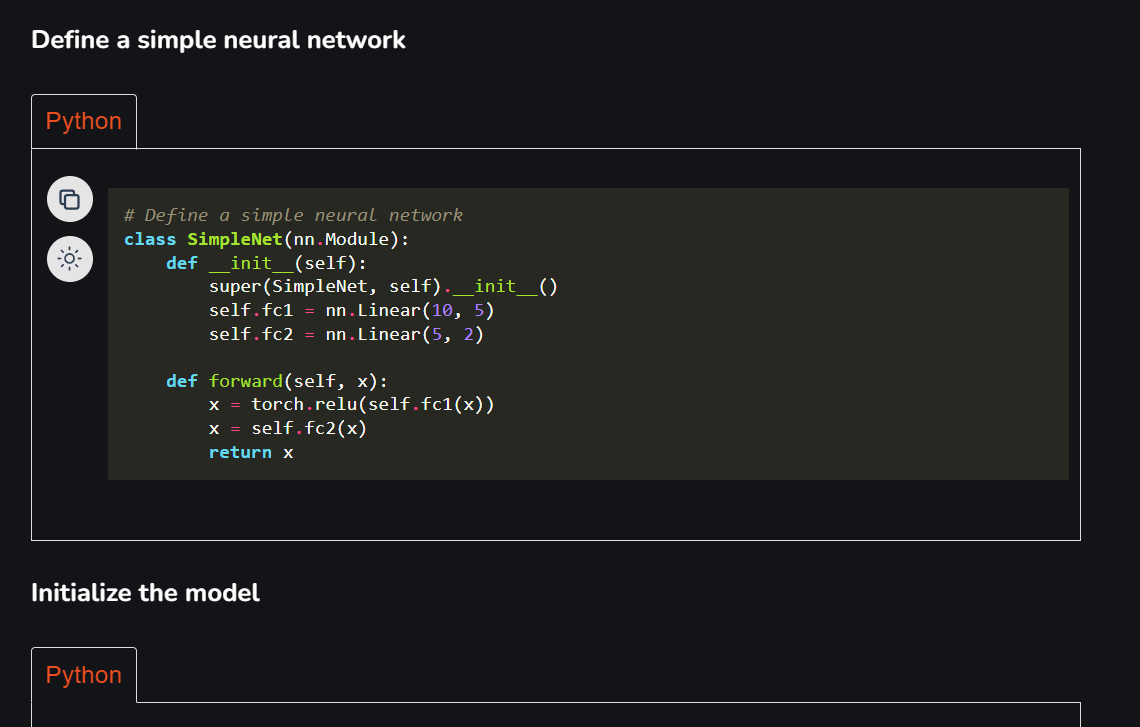 Define a simple neural network
Python
# Define a simple neural network
class SimpleNet(nn.Module):
    def __init__(self):
        super(SimpleNet, self).__init__()
        self.fc1 = nn.Linear(10, 5)
        self.fc2 = nn.Linear(5, 2)

    def forward(self, x):
        x = torch.relu(self.fc1(x))
        x = self.fc2(x)
        return x
Initialize the model
Python